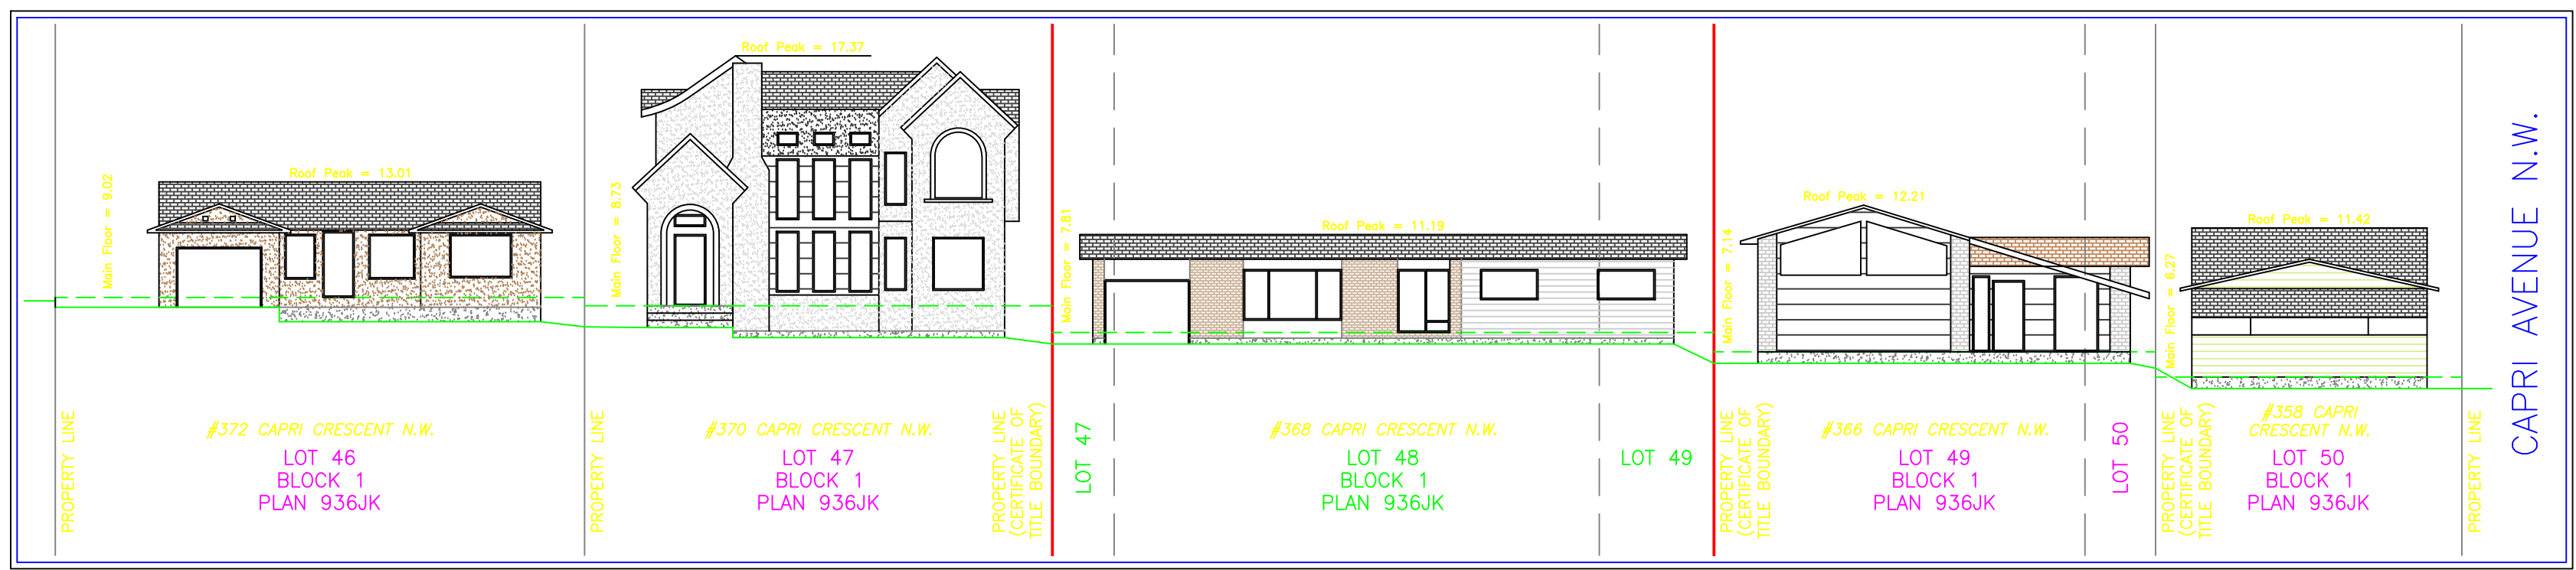 Main Floor = 9.02
Roof Peak = 13.01
PROPERTY LINE
#372 CAPRI CRESCENT N.W.
LOT 46
BLOCK 1
PLAN 936JK
Main Floor = 8.73
Roof Peak = 17.37
PROPERTY LINE
#370 CAPRI CRESCENT N.W.
LOT 47
BLOCK 1
PLAN 936JK
PROPERTY LINE
(CERTIFICATE OF
TITLE BOUNDARY)
Main Floor = 7.81
Roof Peak = 11.19
LOT 47
#368 CAPRI CRESCENT N.W.
LOT 48
BLOCK 1
PLAN 936JK
LOT 49
Main Floor = 7.14
Roof Peak = 12.21
PROPERTY LINE
(CERTIFICATE OF
TITLE BOUNDARY)
#366 CAPRI CRESCENT N.W.
LOT 49
BLOCK 1
PLAN 936JK
LOT 50
Main Floor = 6.27
Roof Peak = 11.42
PROPERTY LINE
(CERTIFICATE OF
TITLE BOUNDARY)
#358 CAPRI
CRESCENT N.W.
LOT 50
BLOCK 1
PLAN 936JK
PROPERTY LINE
CAPRI AVENUE N.W.